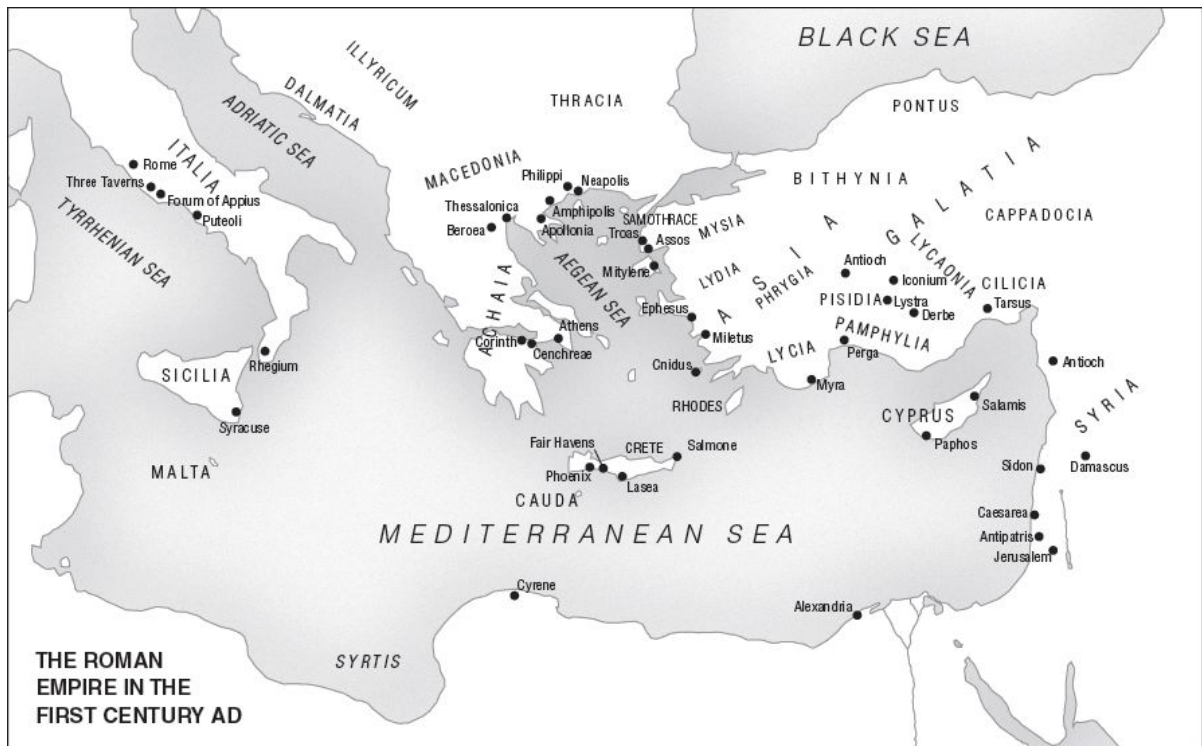 BLACK SEA
ILLYRICUM
DALMATIA
ADRIATIC SEA
THRACIA
PONTUS
ITALIA
Rome
Three Taverns
Forum of Appius
Puteoli
TYRRHENIAN SEA
MACEDONIA
Philippi
Neapolis
Amphipolis
Thessalonica
Apollonia
Beroea
SAMOTHRACE
Troas
Assos
Mitylene
MYSIA
BITHYNIA
GALATIA
CAPPADOCIA
ASIA
LYDIA
PHRYGIA
Antioch
LYCAONIA
Iconium
PISIDIA
Lystra
Derbe
CILICIA
Tarsus
AEGEAN SEA
ACHAIA
Athens
Corinth
Cenchreae
Ephesus
Miletus
Cnidus
LYCIA
PAMPHYLIA
Perga
Myra
RHODES
Rhegium
SICILIA
Syracuse
MALTA
Antioch
SYRIA
CYPRUS
Salamis
Paphos
Fair Havens
CRETE
Salmone
Phoenix
Lasea
CAUDA
Sidon
Damascus
Caesarea
Antipatris
Jerusalem
MEDITERRANEAN SEA
Cyrene
Alexandria
SYRTIS
THE ROMAN
EMPIRE IN THE
FIRST CENTURY AD